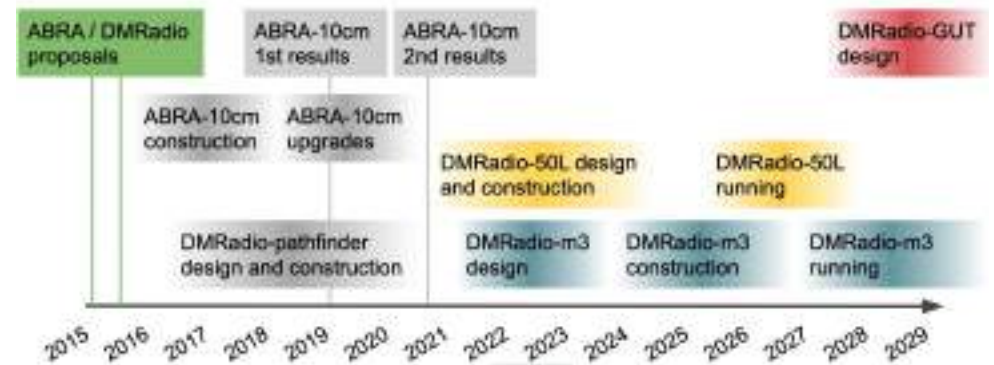 ABRA / DMRadio
proposals
ABRA-10cm
1st results
ABRA-10cm
2nd results
DMRadio-GUT
design
ABRA-10cm
construction
ABRA-10cm
upgrades
DMRadio-50L design
and construction
DMRadio-50L
running
DMRadio-pathfinder
design and construction
DMRadio-m3
design
DMRadio-m3
construction
DMRadio-m3
running
2015 2016 2017 2018 2019 2020 2021 2022 2023 2024 2025 2026 2027 2028 2029